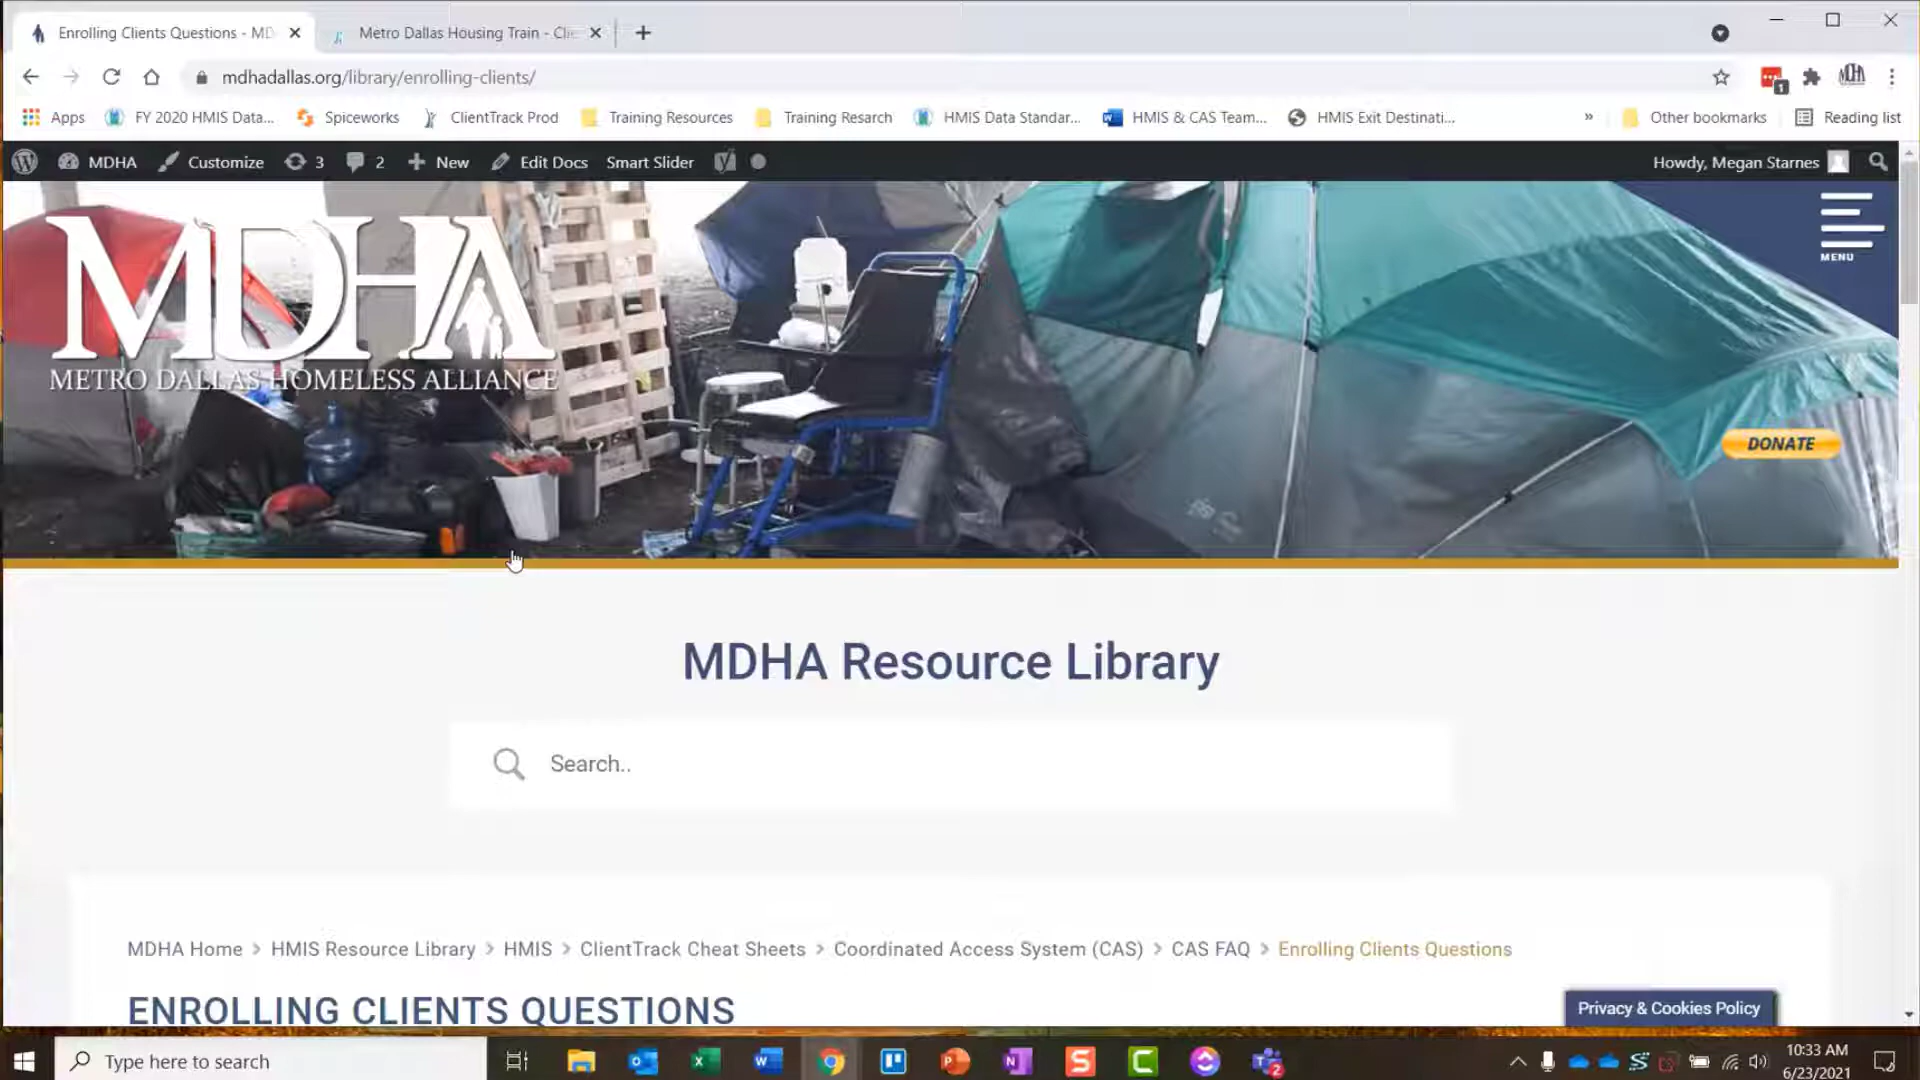 Enrolling Clients Questions - MD
Metro Dallas Housing Train - Clie
mdhadallas.org/library/enrolling-clients/
1
Apps
FY 2020 HMIS Data...
Spiceworks
ClientTrack Prod
Training Resources
Training Resarch
HMIS Data Standar...
HMIS & CAS Team...
HMIS Exit Destinati...
»
Other bookmarks
Reading list
MDHA
Customize
3
2
New
Edit Docs
Smart Slider
Howdy, Megan Starnes
MDHA
METRO DALLAS HOMELESS ALLIANCE
MENU
DONATE
MDHA Resource Library
Search..
MDHA Home > HMIS Resource Library > HMIS > ClientTrack Cheat Sheets > Coordinated Access System (CAS) > CAS FAQ > Enrolling Clients Questions
ENROLLING CLIENTS QUESTIONS
Privacy & Cookies Policy
Type here to search
2
10:33 AM
6/23/2021